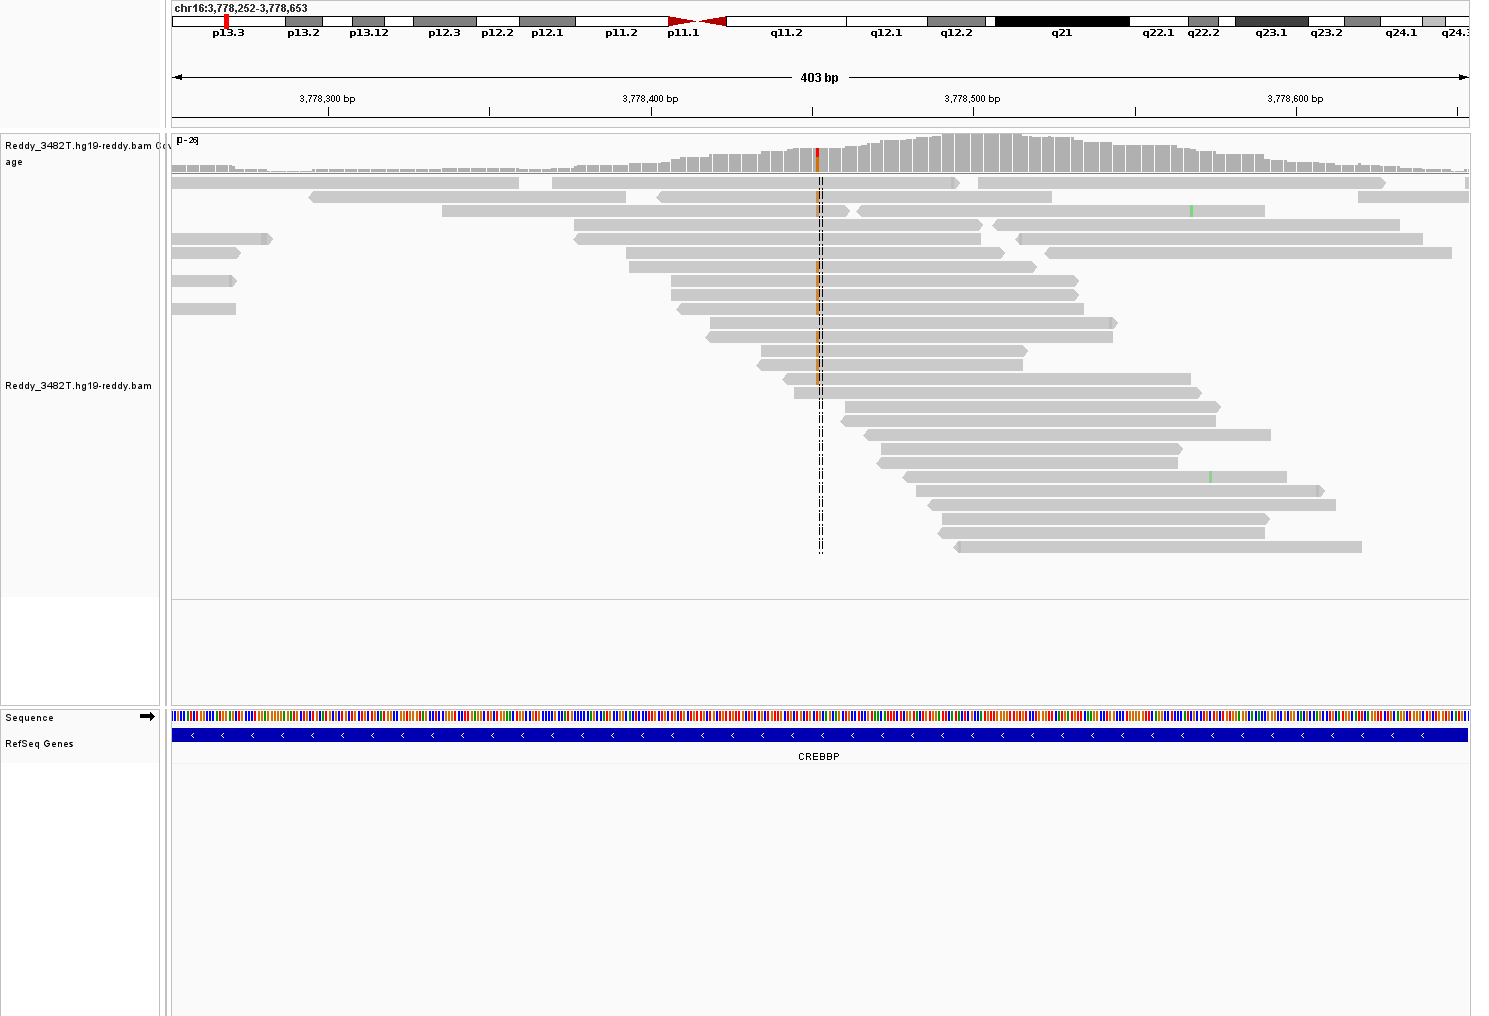 chr16:3,778,252-3,778,653
p13.3 p13.2 p13.12 p12.3 p12.2 p12.1 p11.2 p11.1 q11.2 q12.1 q12.2 q21 q22.1 q22.2 q23.1 q23.2 q24.1
403 bp
3,778,300 bp 3,778,400 bp 3,778,500 bp 3,778,600 bp
Reddy_3482T.hg19-reddy.bam
age
[0-26]
Reddy_3482T.hg19-reddy.bam
Sequence
RefSeq Genes
CREBBP